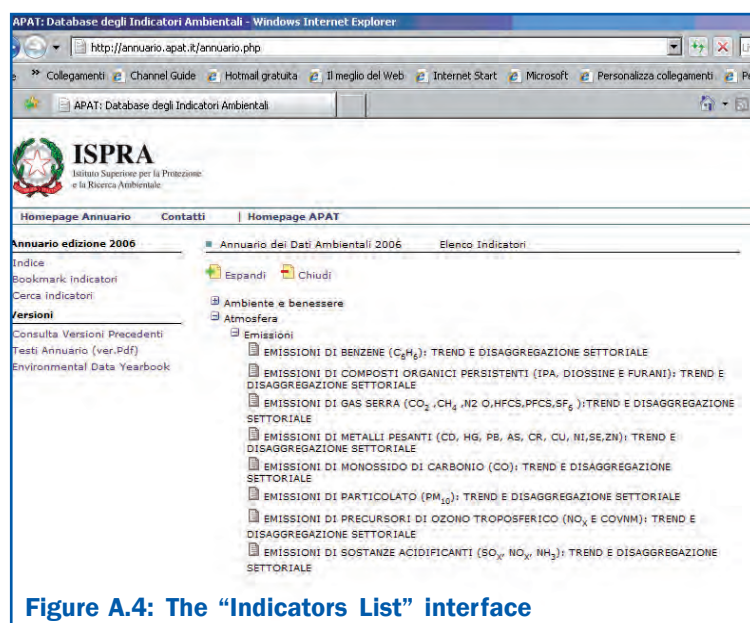 APAT: Database degli Indicatori Ambientali - Windows Internet Explorer
http://annuario.apat.it/annuario.php
» Collegamenti Channel Guide Hotmail gratuita Il meglio del Web Internet Start Microsoft Personalizza collegamenti
APAT: Database degli Indicatori Ambientali
ISPRA
Istituto Superiore per la Protezione
e la Ricerca Ambientale
Homepage Annuario Contatti | Homepage APAT
Annuario edizione 2006
Indice
Bookmark indicatori
Cerca indicatori
Versioni
Consulta Versioni Precedenti
Testi Annuario (ver.Pdf)
Environmental Data Yearbook
Annuario dei Dati Ambientali 2006 Elenco Indicatori
Espandi Chiudi
Ambiente e benessere
Atmosfera
Emissioni
EMISSIONI DI BENZENE (C6H6): TREND E DISAGGREGAZIONE SETTORIALE
EMISSIONI DI COMPOSTI ORGANICI PERSISTENTI (IPA, DIOSSINE E FURANI): TREND E
DISAGGREGAZIONE SETTORIALE
EMISSIONI DI GAS SERRA (CO2 ,CH4 ,N2 O,HFCS,PFCS,SF6 ):TREND E DISAGGREGAZIONE
SETTORIALE
EMISSIONI DI METALLI PESANTI (CD, HG, PB, AS, CR, CU, NI,SE,ZN): TREND E
DISAGGREGAZIONE SETTORIALE
EMISSIONI DI MONOSSIDO DI CARBONIO (CO): TREND E DISAGGREGAZIONE
SETTORIALE
EMISSIONI DI PARTICOLATO (PM10): TREND E DISAGGREGAZIONE SETTORIALE
EMISSIONI DI PRECURSORI DI OZONO TROPOSFERICO (NOX E COVNM): TREND E
DISAGGREGAZIONE SETTORIALE
EMISSIONI DI SOSTANZE ACIDIFICANTI (SOX, NOX, NH3): TREND E DISAGGREGAZIONE
SETTORIALE
Figure A.4: The “Indicators List” interface